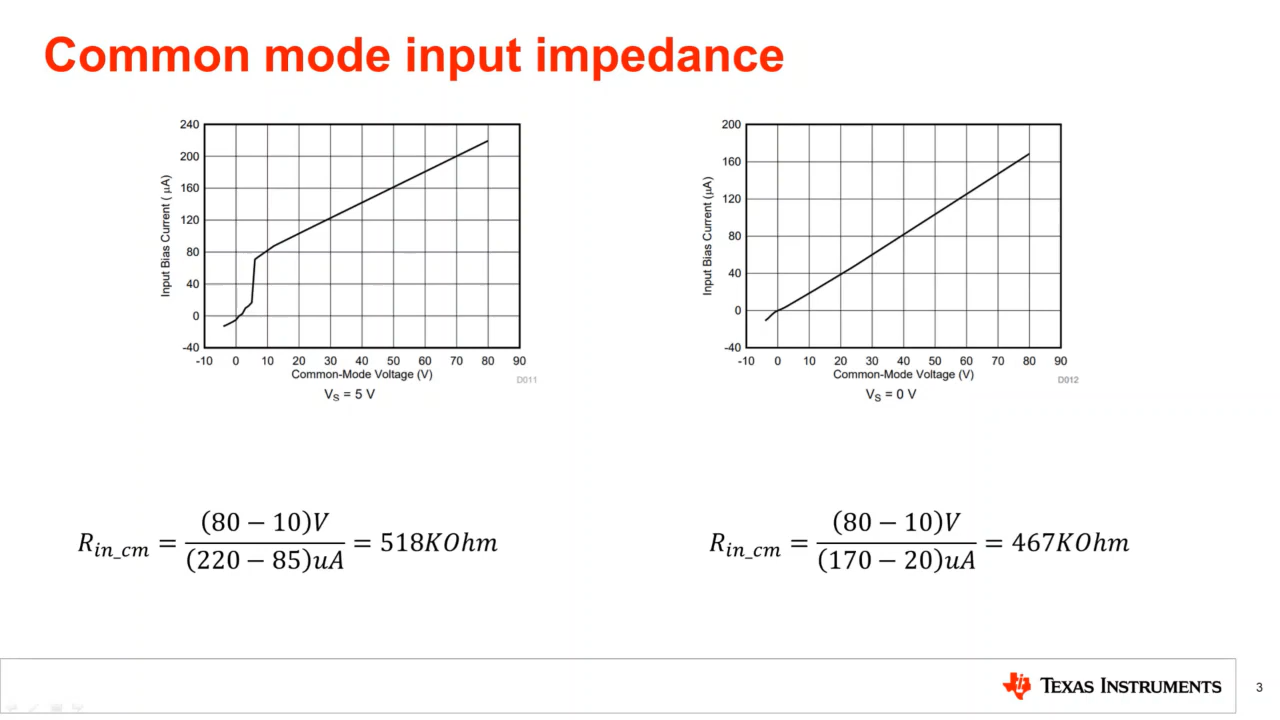 Common mode input impedance
240
200
160
120
80
40
0
-40
-10 0 10 20 30 40 50 60 70 80 90
Input Bias Current ( μA)
Common-Mode Voltage (V)
D011
V_S = 5 V
200
160
120
80
40
0
-40
-10 0 10 20 30 40 50 60 70 80 90
Input Bias Current (μA)
Common-Mode Voltage (V)
D012
V_S = 0 V
R_{in_cm} = (80 − 10)V / (220 − 85)uA = 518KOhm
R_{in_cm} = (80 − 10)V / (170 − 20)uA = 467KOhm
TEXAS INSTRUMENTS
3